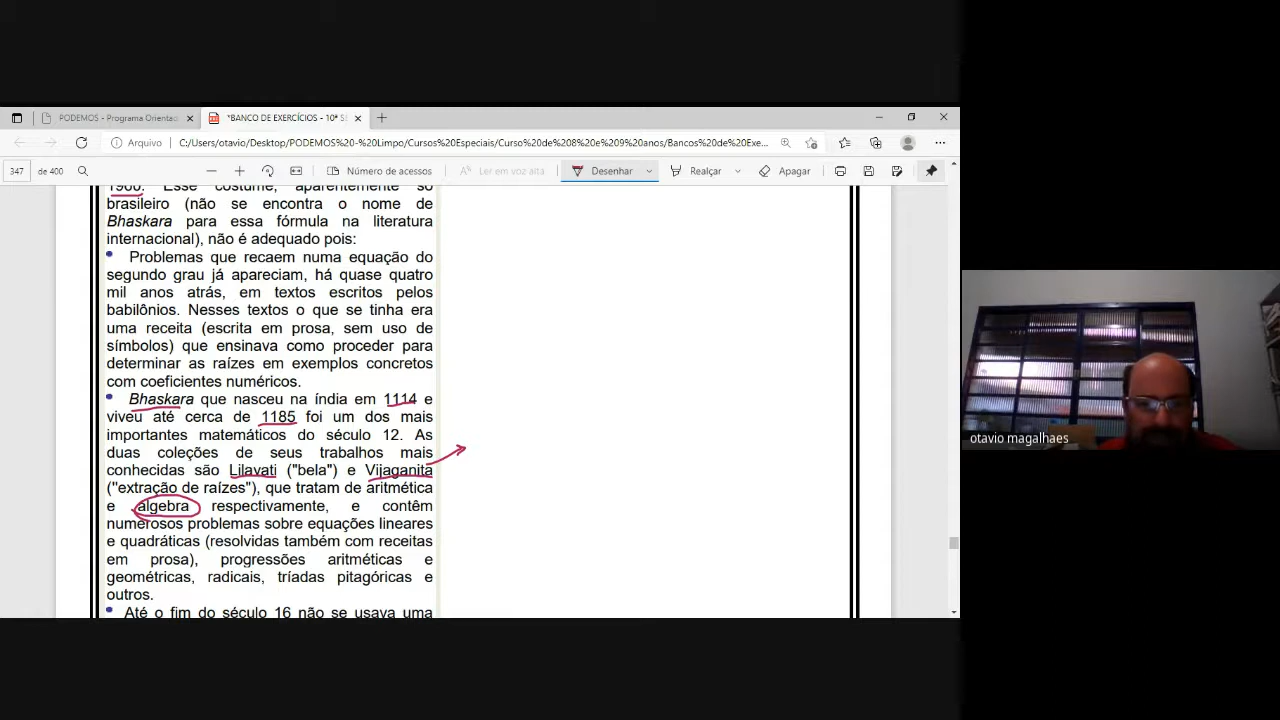 PODEMOS - Programa Orientad
*BANCO DE EXERCÍCIOS - 10ª S
Arquivo
C:/Users/otavio/Desktop/PODEMOS%20-%20Limpo/Cursos%20Especiais/Curso%20de%208%20e%209%20anos/Bancos%20de%20Exe...
347 de 400
Número de acessos
Ler em voz alta
Desenhar
Realçar
Apagar
1900. Esse costume, aparentemente só
brasileiro (não se encontra o nome de
Bhaskara para essa fórmula na literatura
internacional), não é adequado pois:
• Problemas que recaem numa equação do
segundo grau já apareciam, há quase quatro
mil anos atrás, em textos escritos pelos
babilônios. Nesses textos o que se tinha era
uma receita (escrita em prosa, sem uso de
símbolos) que ensinava como proceder para
determinar as raízes em exemplos concretos
com coeficientes numéricos.
• Bhaskara que nasceu na índia em 1114 e
viveu até cerca de 1185 foi um dos mais
importantes matemáticos do século 12. As
duas coleções de seus trabalhos mais
conhecidas são Lilavati ("bela") e Vijaganita
("extração de raízes"), que tratam de aritmética
e álgebra respectivamente, e contêm
numerosos problemas sobre equações lineares
e quadráticas (resolvidas também com receitas
em prosa), progressões aritméticas e
geométricas, radicais, tríadas pitagóricas e
outros.
• Até o fim do século 16 não se usava uma
otavio magalhaes